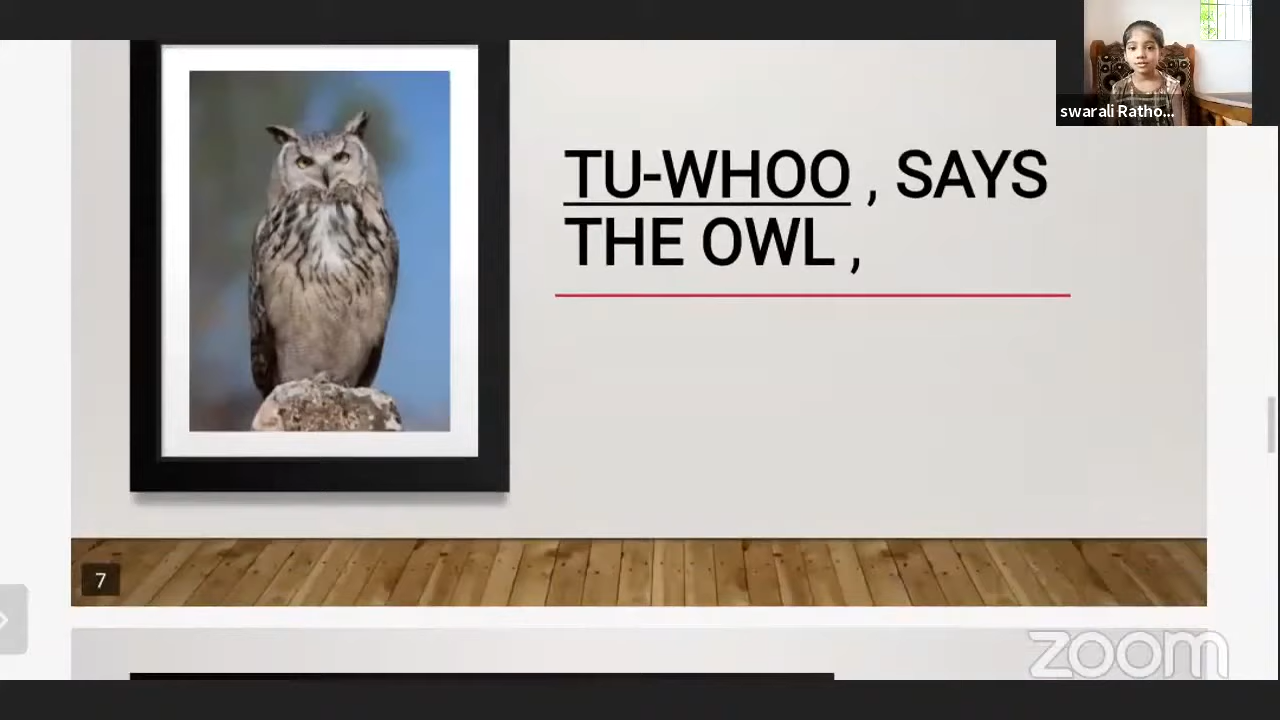 swarali Ratho...
TU-WHOO , SAYS
THE OWL ,
7
zoom